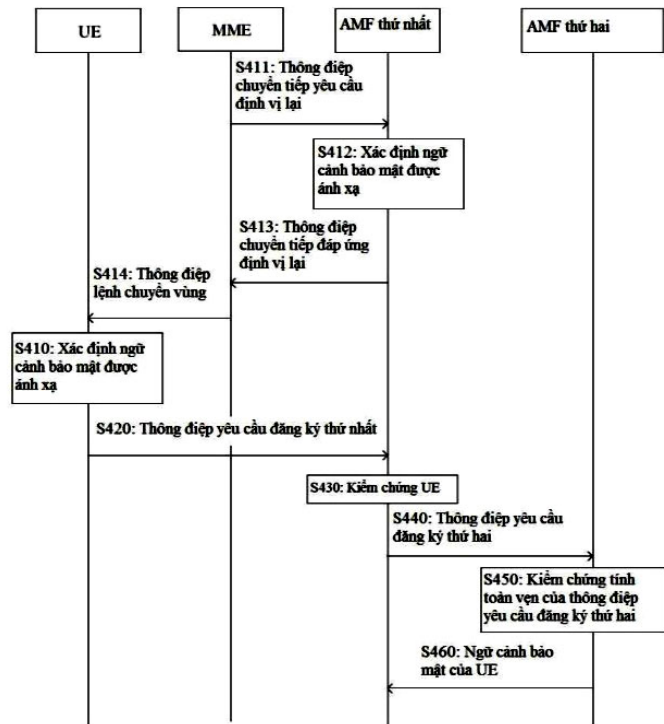 UE
MME
AMF thứ nhất
AMF thứ hai
S411: Thông điệp
chuyển tiếp yêu cầu
định vị lại
S412: Xác định ngữ
cảnh bảo mật được
ánh xạ
S413: Thông điệp
chuyển tiếp đáp ứng
định vị lại
S414: Thông điệp
lệnh chuyển vùng
S410: Xác định ngữ
cảnh bảo mật được
ánh xạ
S420: Thông điệp yêu cầu đăng ký thứ nhất
S430: Kiểm chứng UE
S440: Thông điệp yêu cầu
đăng ký thứ hai
S450: Kiểm chứng tính
toàn vẹn của thông điệp
yêu cầu đăng ký thứ hai
S460: Ngữ cảnh bảo
mật của UE